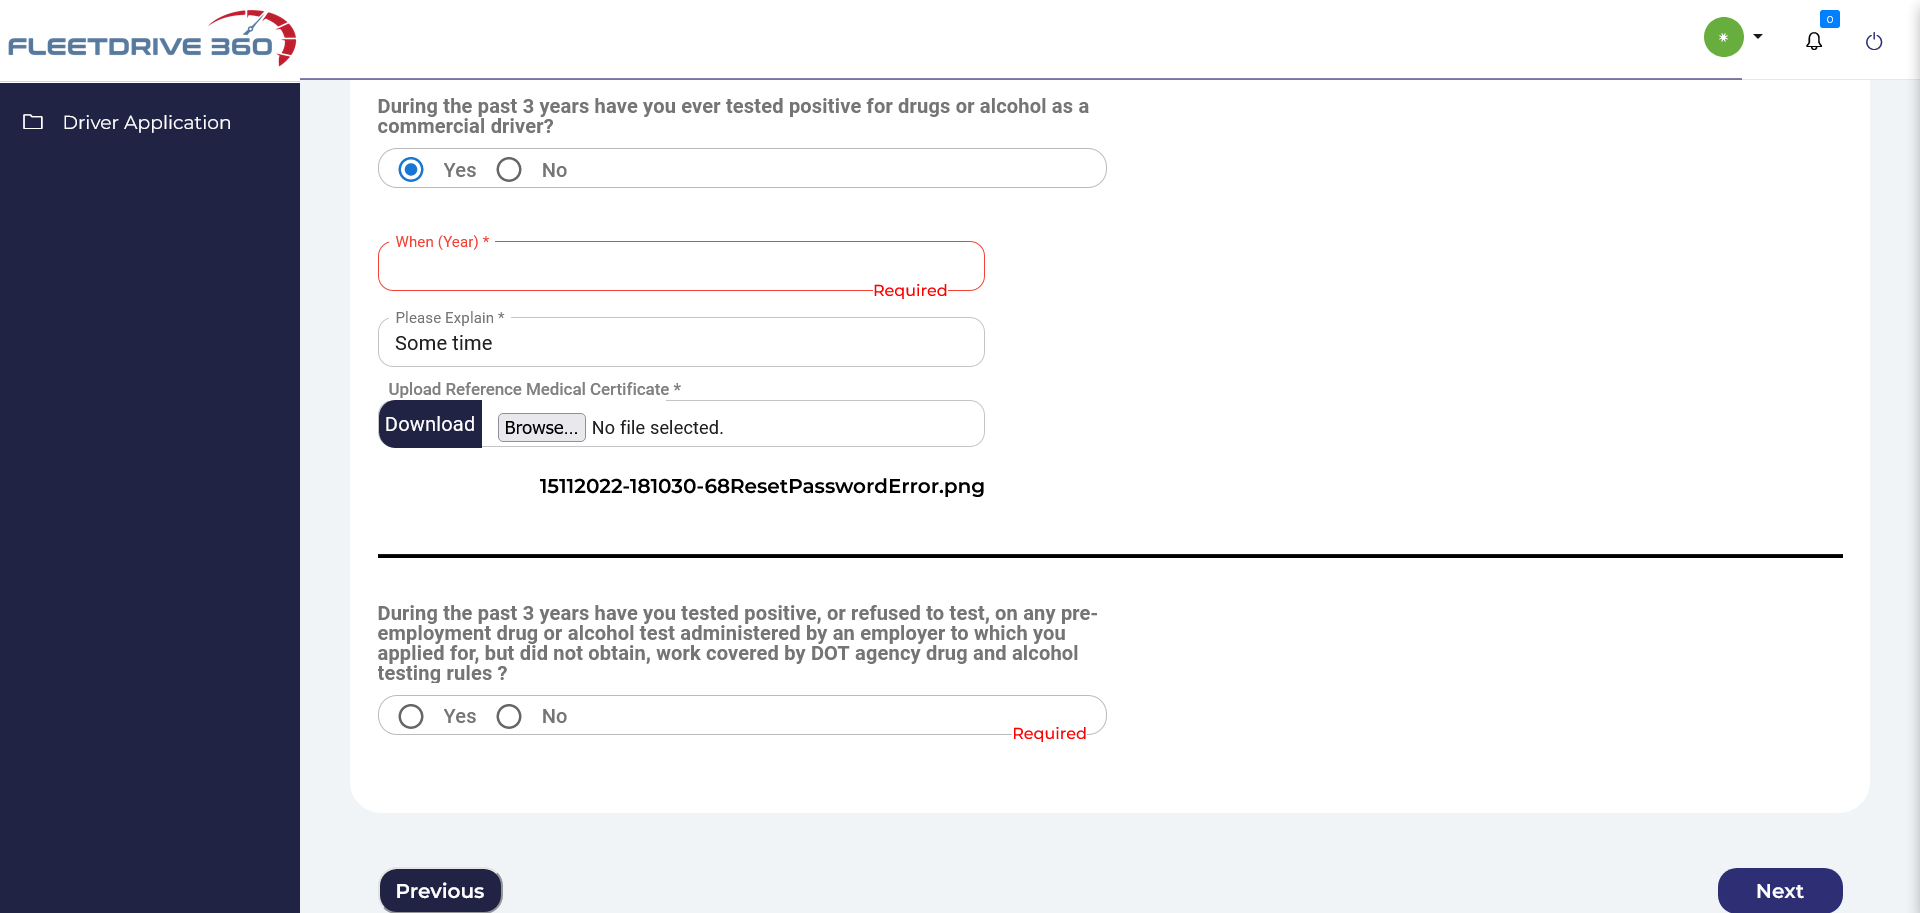 FLEETDRIVE 360
0
Driver Application
During the past 3 years have you ever tested positive for drugs or alcohol as a
commercial driver?
Yes No
When (Year) *
Required
Please Explain *
Some time
Upload Reference Medical Certificate *
Download Browse... No file selected.
15112022-181030-68ResetPasswordError.png
During the past 3 years have you tested positive, or refused to test, on any pre-
employment drug or alcohol test administered by an employer to which you
applied for, but did not obtain, work covered by DOT agency drug and alcohol
testing rules ?
Yes No
Required
Previous Next